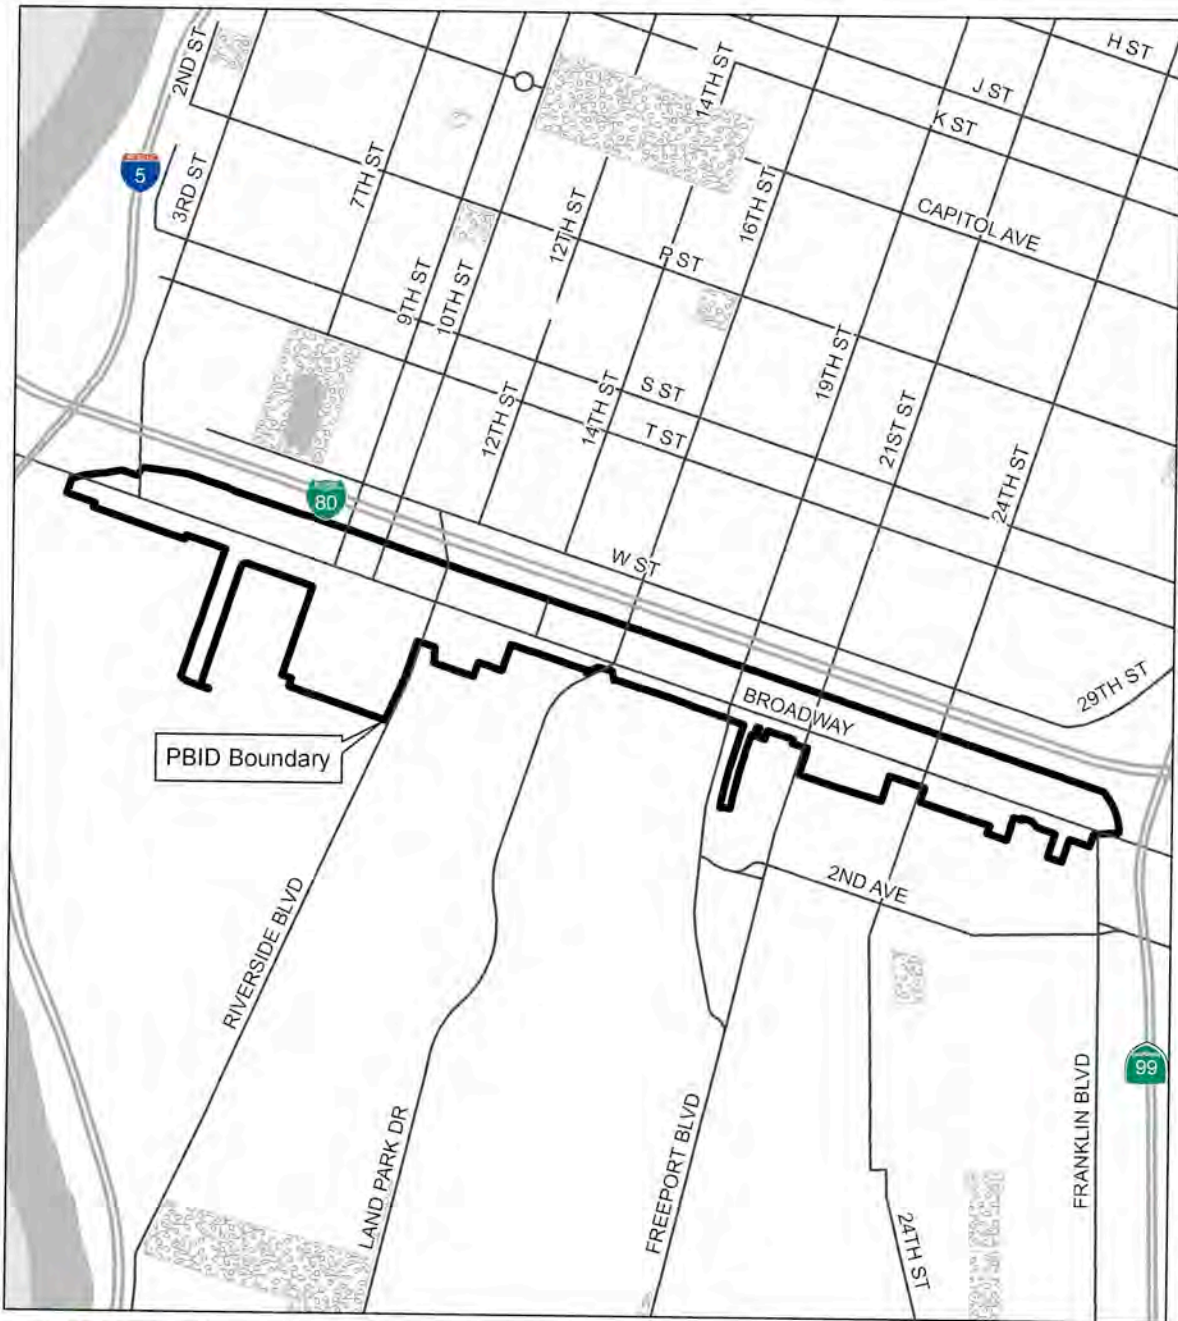 H ST
2ND ST
14TH ST
J ST
K ST
5
3RD ST
7TH ST
16TH ST
CAPITOL AVE
12TH ST
P ST
9TH ST
10TH ST
19TH ST
S ST
12TH ST
14TH ST
T ST
21ST ST
24TH ST
80
W ST
29TH ST
BROADWAY
PBID Boundary
2ND AVE
RIVERSIDE BLVD
99
LAND PARK DR
FREEPORT BLVD
FRANKLIN BLVD
24TH ST